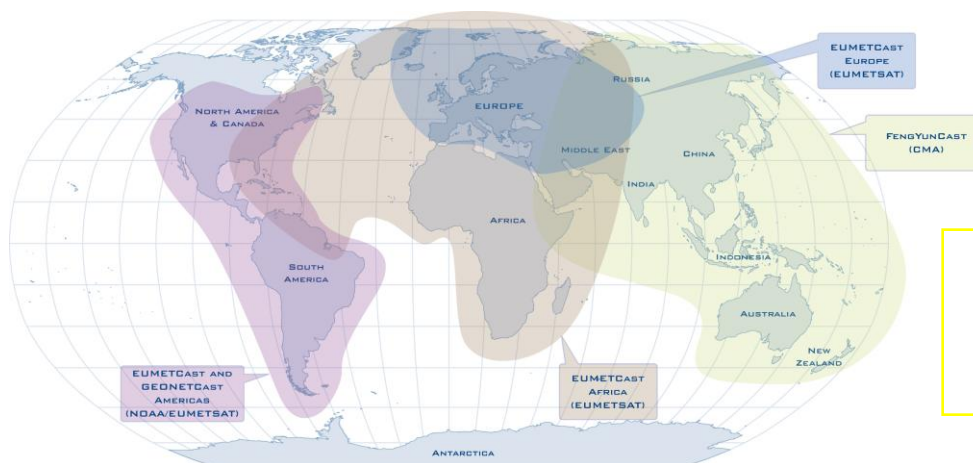 EUMETCast
Europe
(EUMETSAT)
Russia
North America
& Canada
Europe
FengYunCast
(CMA)
Middle East
China
India
Africa
Indonesia
South
America
Australia
New
Zealand
EUMETCast and
GEONETCast
Americas
(NOAA/EUMETSAT)
EUMETCast
Africa
(EUMETSAT)
Antarctica